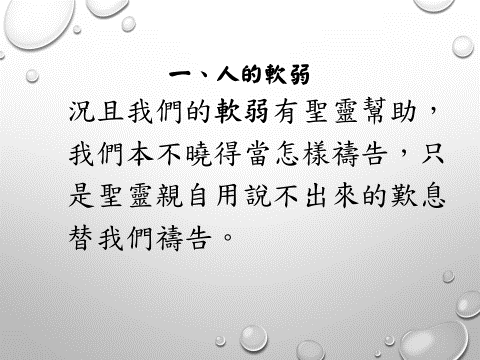 一、人的軟弱
況且我們的軟弱有聖靈幫助，
我們本不曉得當怎樣禱告，只
是聖靈親自用說不出來的歎息
替我們禱告。